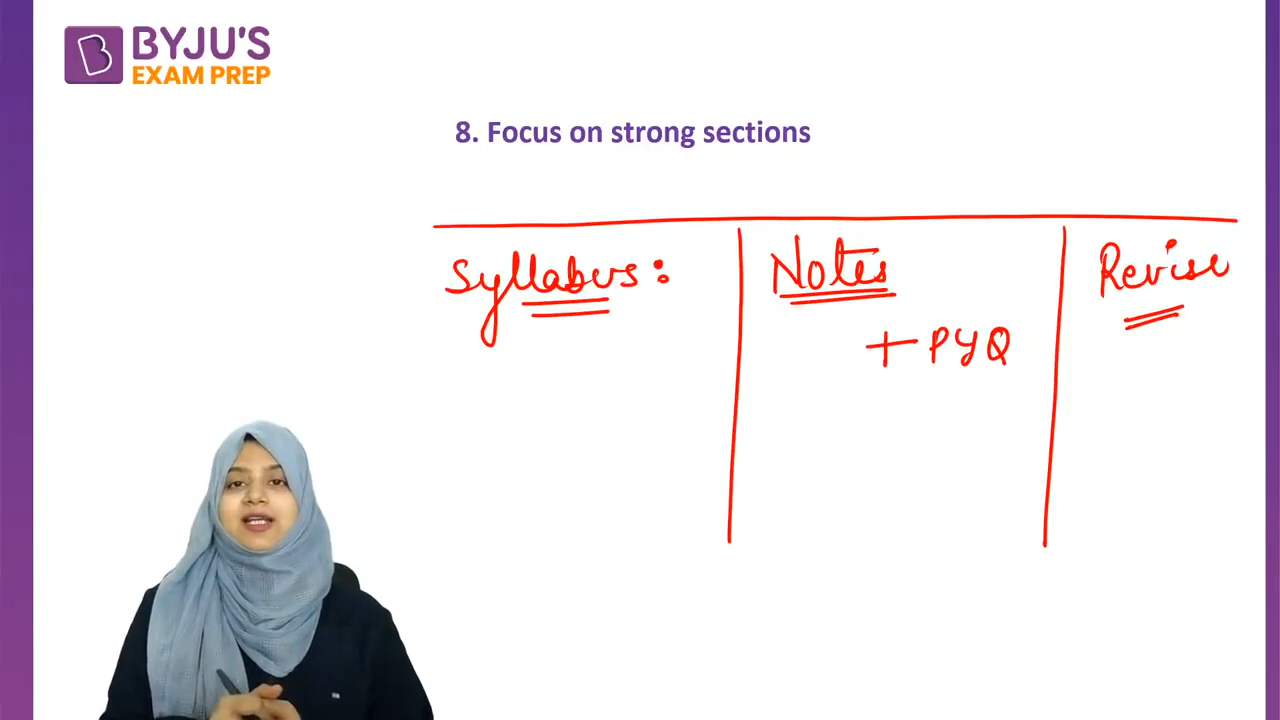 BYJU'S
EXAM PREP
8. Focus on strong sections
Syllabus:
Notes
Revise
+ PYQ